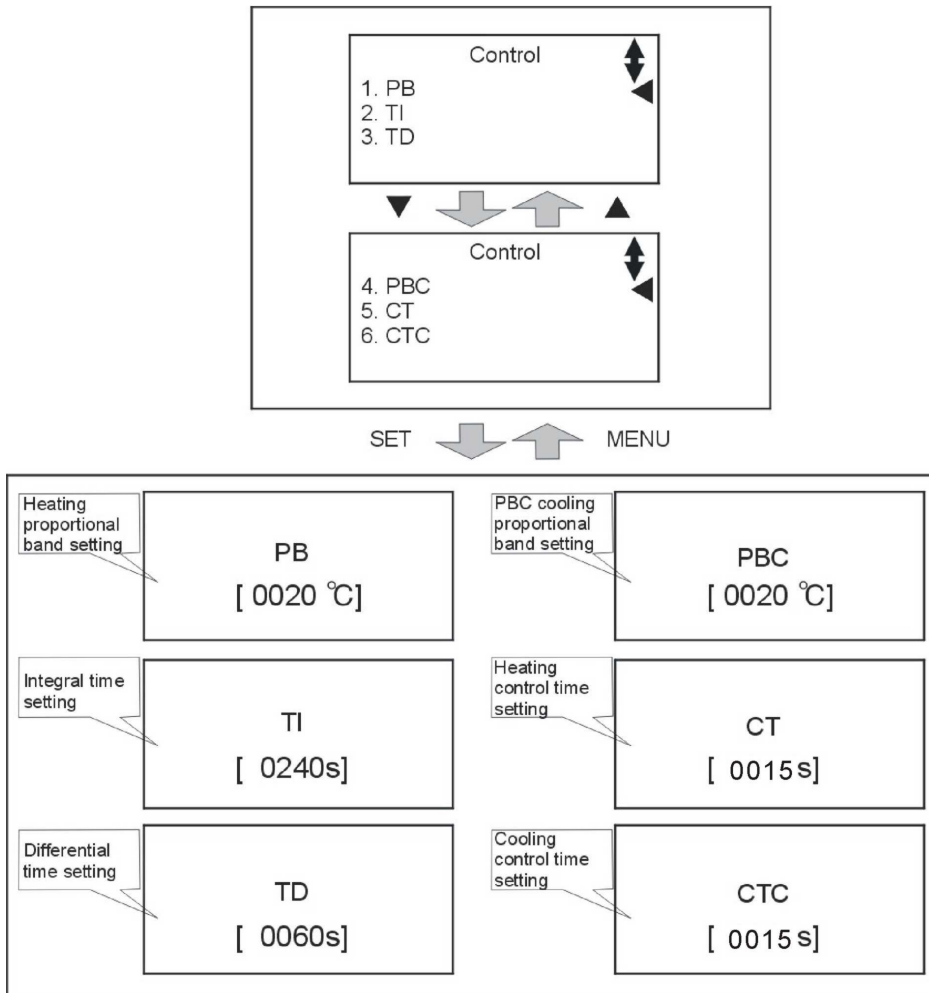 Control
1. PB
2. TI
3. TD
▼ ▲
Control
4. PBC
5. CT
6. CTC
SET MENU
Heating
proportional
band setting
PB
[ 0020 ℃]
PBC cooling
proportional
band setting
PBC
[ 0020 ℃]
Integral time
setting
TI
[ 0240s]
Heating
control time
setting
CT
[ 0015s]
Differential
time setting
TD
[ 0060s]
Cooling
control time
setting
CTC
[ 0015s]